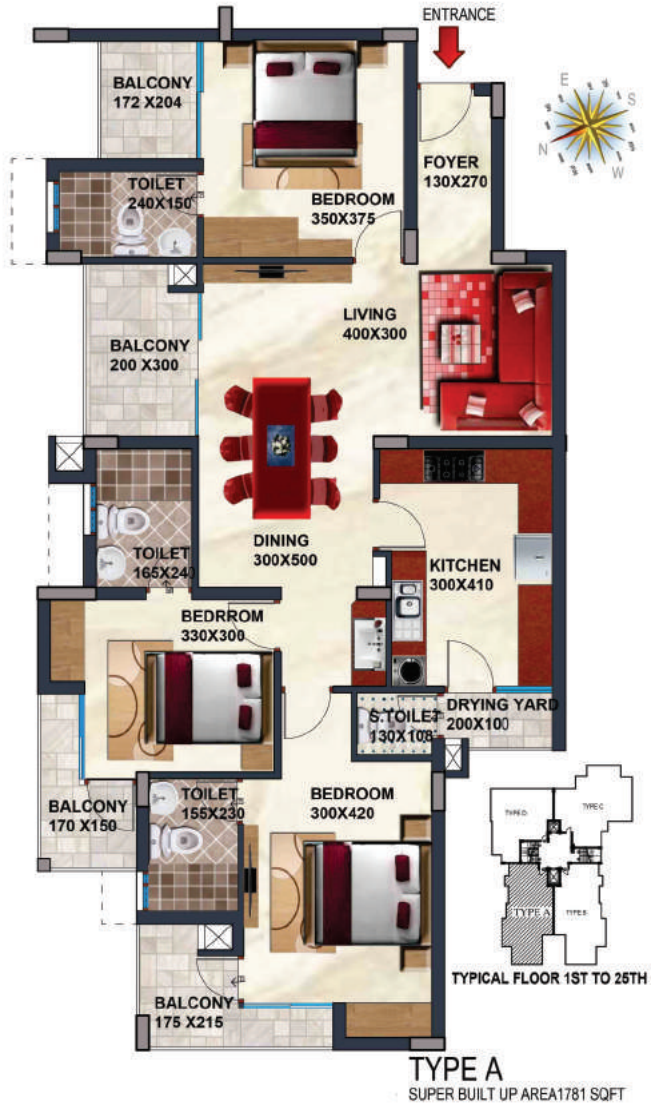 ENTRANCE
BALCONY
172 X204
E
S
N
W
FOYER
130X270
TOILET
240X150
BEDROOM
350X375
LIVING
400X300
BALCONY
200 X300
DINING
300X500
TOILET
165X240
KITCHEN
300X410
BEDRROM
330X300
S.TOILET
130X108
DRYING YARD
200X100
BALCONY
170 X150
TOILET
155X230
BEDROOM
300X420
TYPE D
TYPE C
TYPE A
TYPE B
TYPICAL FLOOR 1ST TO 25TH
BALCONY
175 X215
TYPE A
SUPER BUILT UP AREA1781 SQFT